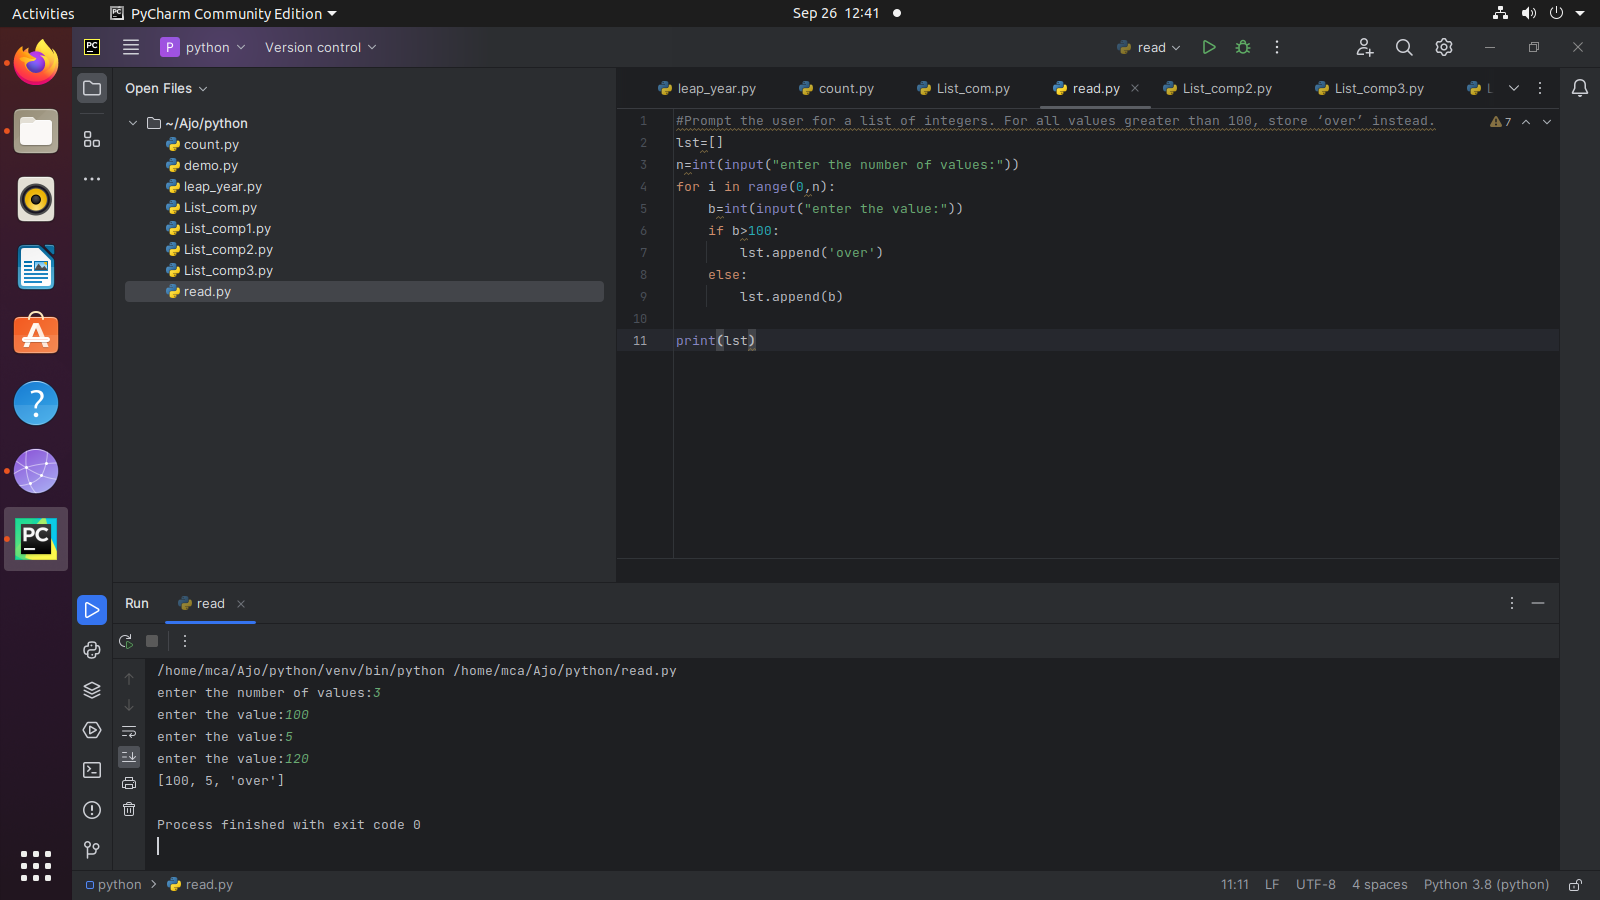 Activities
PyCharm Community Edition
Sep 26 12:41
PC
P python
Version control
read
Open Files
~/Ajo/python
count.py
demo.py
leap_year.py
List_com.py
List_comp1.py
List_comp2.py
List_comp3.py
read.py
leap_year.py
count.py
List_com.py
read.py
List_comp2.py
List_comp3.py
1 #Prompt the user for a list of integers. For all values greater than 100, store ‘over’ instead.
7
2 lst=[]
3 n=int(input("enter the number of values:"))
4 for i in range(0,n):
5 b=int(input("enter the value:"))
6 if b>100:
7 lst.append('over')
8 else:
9 lst.append(b)
10
11 print(lst)
A
?
PC
Run
read
/home/mca/Ajo/python/venv/bin/python /home/mca/Ajo/python/read.py
enter the number of values:3
enter the value:100
enter the value:5
enter the value:120
[100, 5, 'over']
Process finished with exit code 0
python
read.py
11:11
LF
UTF-8
4 spaces
Python 3.8 (python)